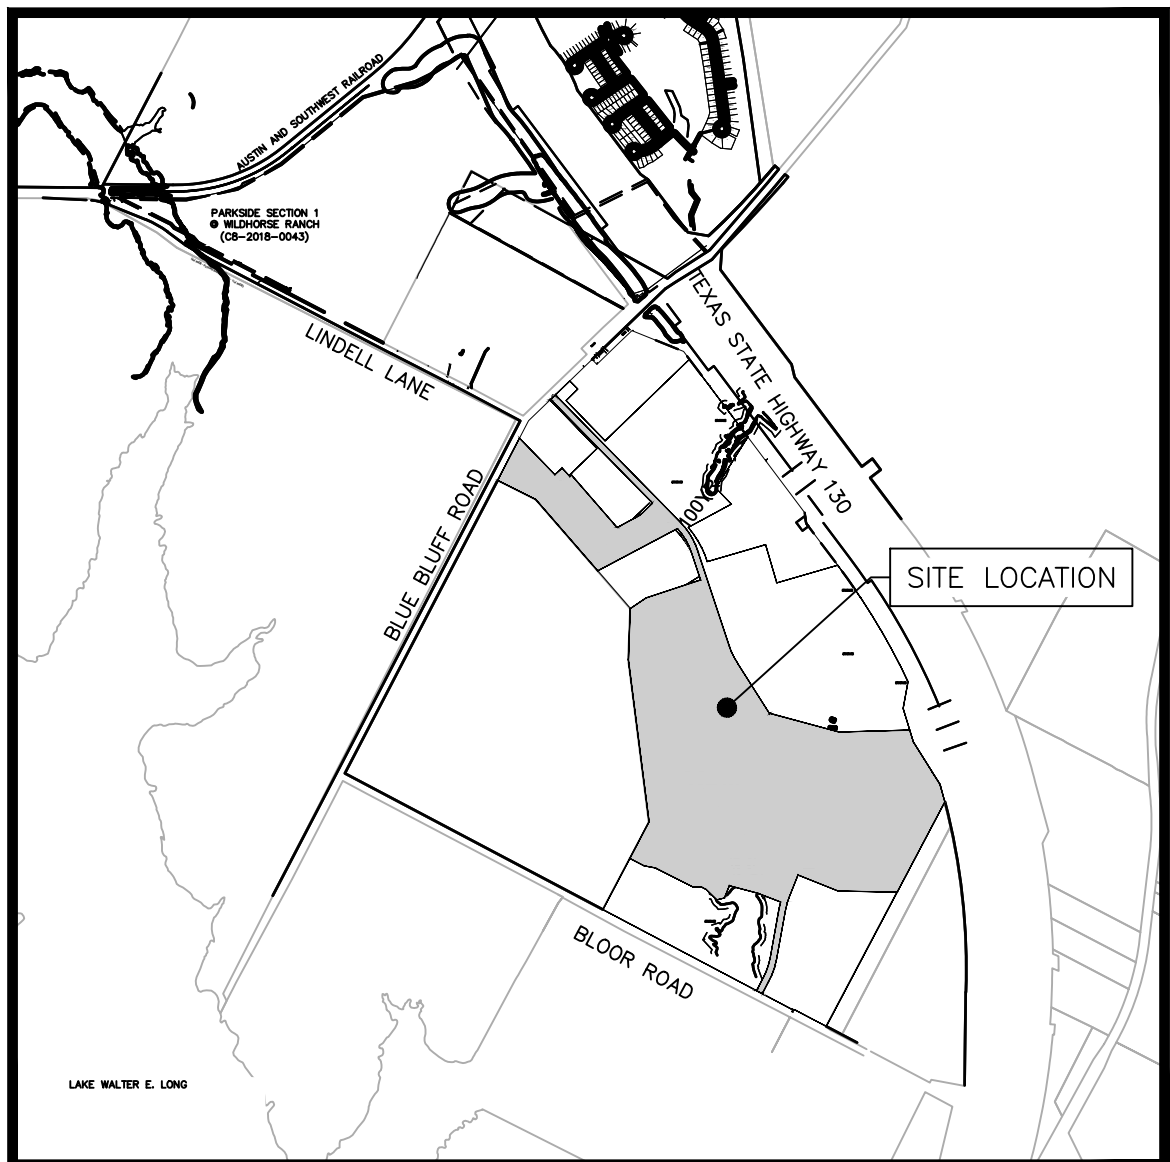 AUSTIN AND SOUTHWEST RAILROAD
PARKSIDE SECTION 1
@ WILDHORSE RANCH
(C8-2018-0043)
LINDELL LANE
TEXAS STATE HIGHWAY 130
BLUE BLUFF ROAD
SITE LOCATION
BLOOR ROAD
LAKE WALTER E. LONG